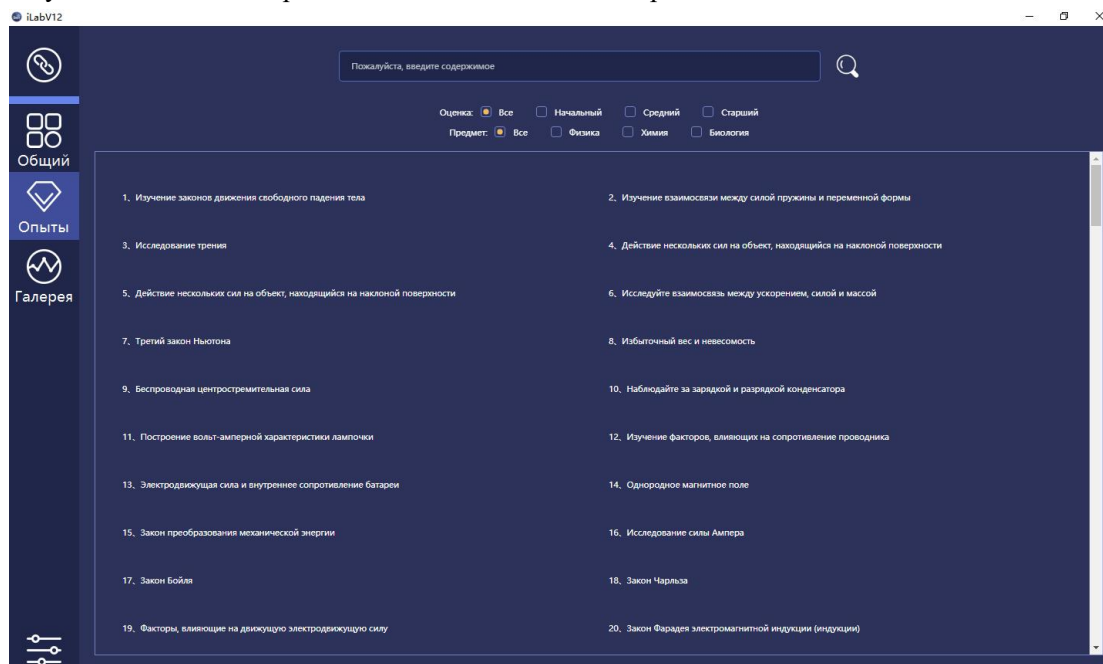 iLabV12
Пожалуйста, введите содержимое
Оценка: Все Начальный Средний Старший
Предмет: Все Физика Химия Биология
Общий
Опыты
Галерея
1、Изучение законов движения свободного падения тела
2、Изучение взаимосвязи между силой пружины и переменной формы
3、Исследование трения
4、Действие нескольких сил на объект, находящийся на наклоной поверхности
5、Действие нескольких сил на объект, находящийся на наклоной поверхности
6、Исследуйте взаимосвязь между ускорением, силой и массой
7、Третий закон Ньютона
8、Избыточный вес и невесомость
9、Беспроводная центростремительная сила
10、Наблюдайте за зарядкой и разрядкой конденсатора
11、Построение вольт-амперной характеристики лампочки
12、Изучение факторов, влияющих на сопротивление проводника
13、Электродвижущая сила и внутреннее сопротивление батареи
14、Однородное магнитное поле
15、Закон преобразования механической энергии
16、Исследование силы Ампера
17、Закон Бойля
18、Закон Чарльза
19、Факторы, влияющие на движущую электродвижущую силу
20、Закон Фарадея электромагнитной индукции (индукции)